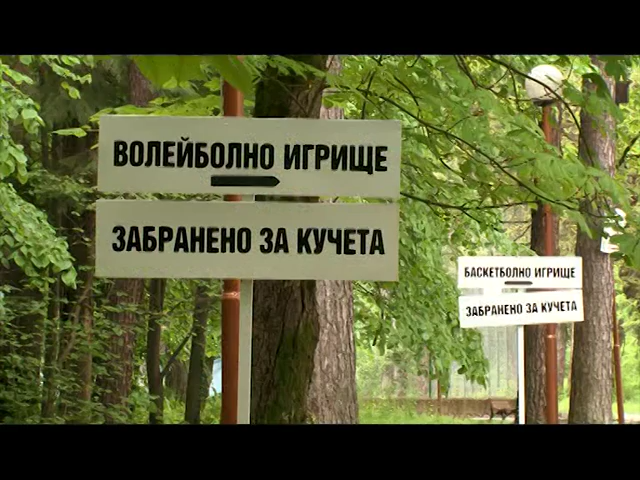 ВОЛЕЙБОЛНО ИГРИЩЕ
ЗАБРАНЕНО ЗА КУЧЕТА
БАСКЕТБОЛНО ИГРИЩЕ
ЗАБРАНЕНО ЗА КУЧЕТА